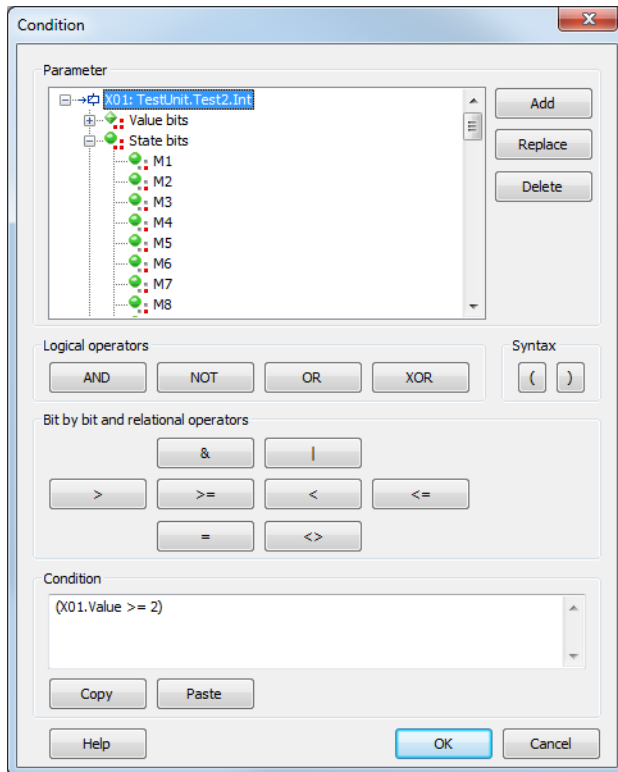 Condition
Parameter
X01: TestUnit.Test2.Int
Value bits
State bits
M1
M2
M3
M4
M5
M6
M7
M8
Add
Replace
Delete
Logical operators
AND NOT OR XOR
Syntax
( )
Bit by bit and relational operators
& |
> >= < <=
= <>
Condition
(X01.Value >= 2)
Copy Paste
Help OK Cancel